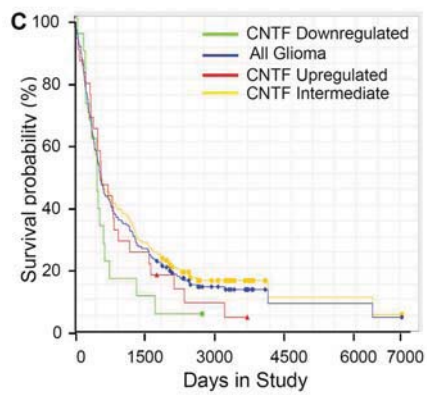 C
CNTF Downregulated
All Glioma
CNTF Upregulated
CNTF Intermediate
Survival probability (%)
100
80
60
40
20
0
0 1500 3000 4500 6000 7000
Days in Study